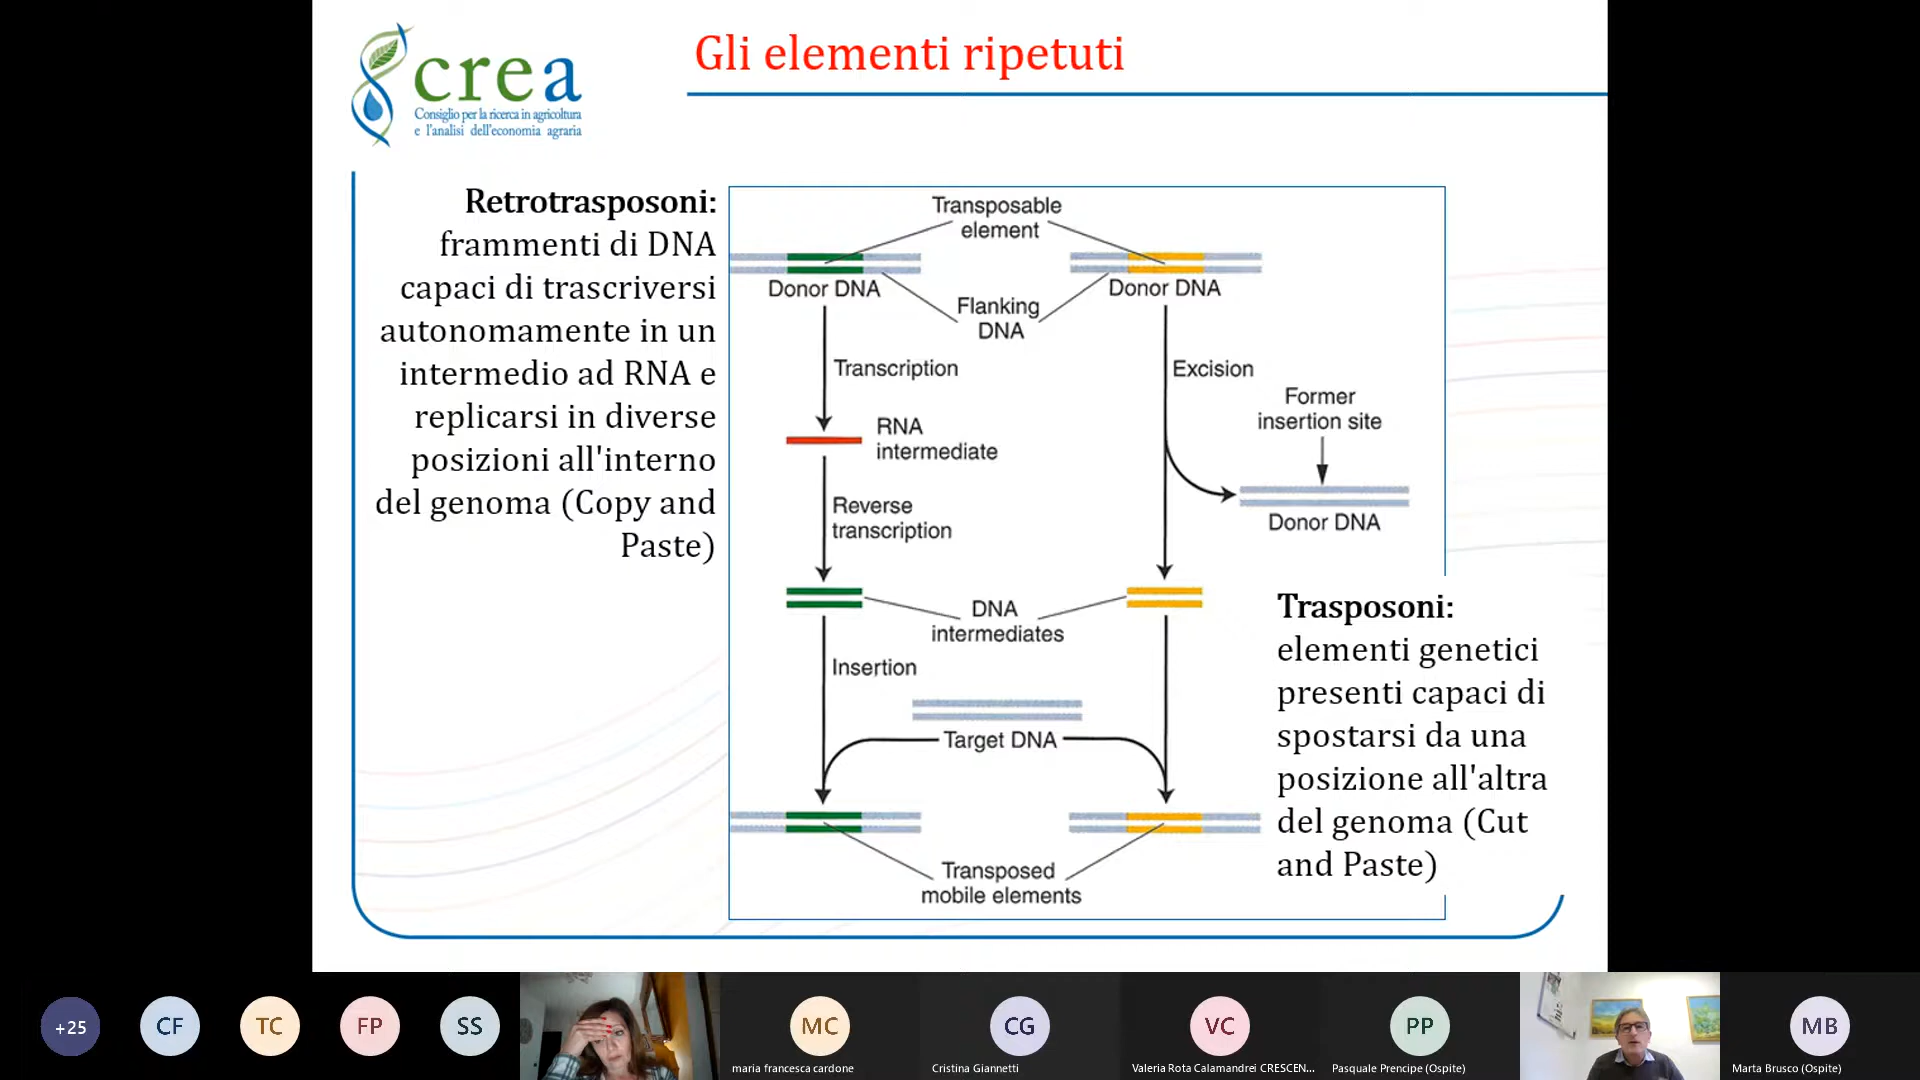 crea
Consiglio per la ricerca in agricoltura
e l'analisi dell'economia agraria
Gli elementi ripetuti
Retrotrasposoni:
frammenti di DNA
capaci di trascriversi
autonomamente in un
intermedio ad RNA e
replicarsi in diverse
posizioni all'interno
del genoma (Copy and
Paste)
Transposable
element
Donor DNA
Donor DNA
Flanking
DNA
Transcription
Excision
Former
insertion site
RNA
intermediate
Donor DNA
Reverse
transcription
DNA
intermediates
Insertion
Target DNA
Transposed
mobile elements
Trasposoni:
elementi genetici
presenti capaci di
spostarsi da una
posizione all'altra
del genoma (Cut
and Paste)
+25
CF
TC
FP
SS
MC
maria francesca cardone
CG
Cristina Giannetti
VC
Valeria Rota Calamandrei CRESCEN...
PP
Pasquale Prencipe (Ospite)
MB
Marta Brusco (Ospite)